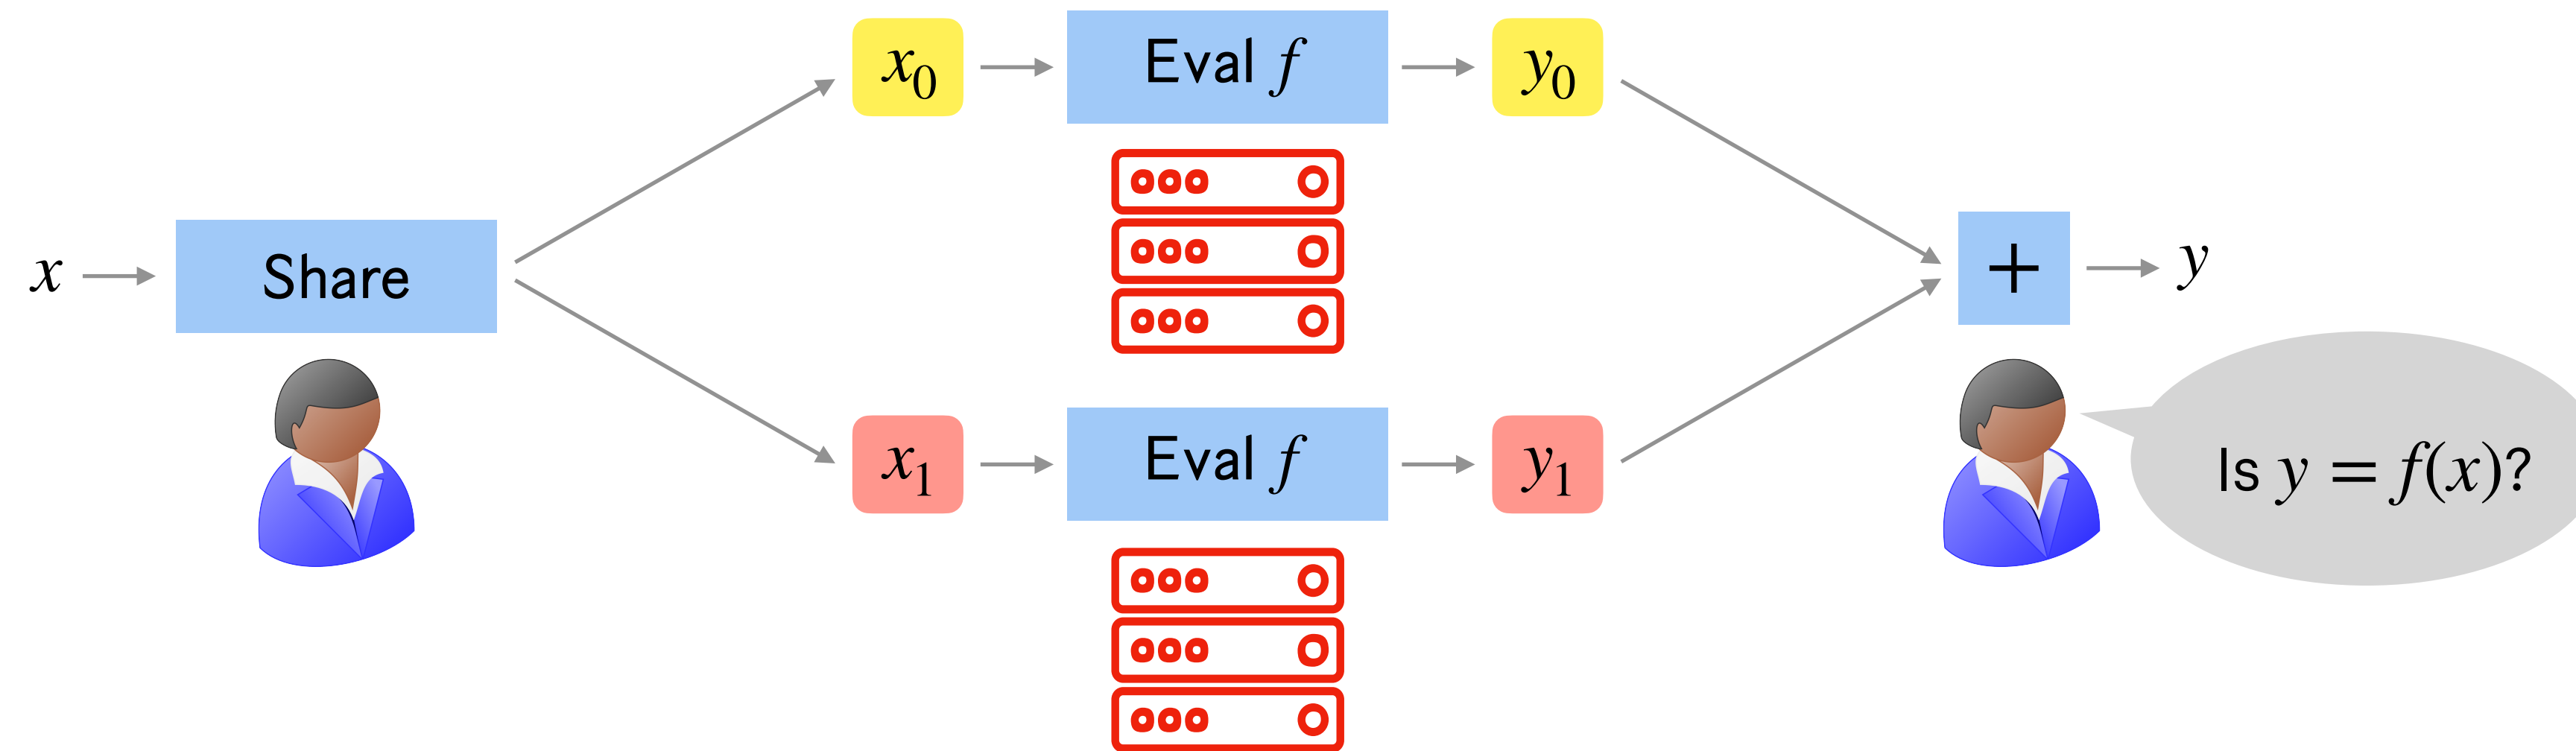 x
Share
x₀
Eval f
y₀
x₁
Eval f
y₁
+
y
Is y = f(x)?